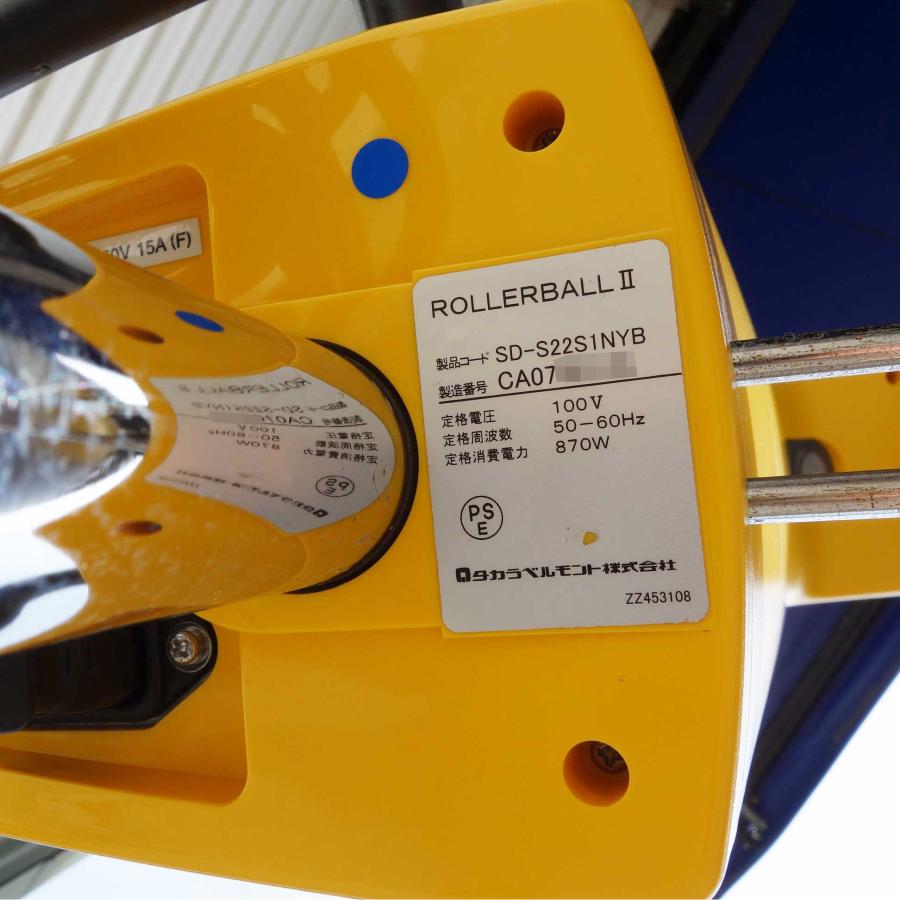 0V 15A (F)
ROLLERBALL II
製品コード SD-S22S1NYB
製造番号 CA07
定格電圧 100V
定格周波数 50-60Hz
定格消費電力 870W
PS
E
タカラベルモント株式会社
ZZ453108